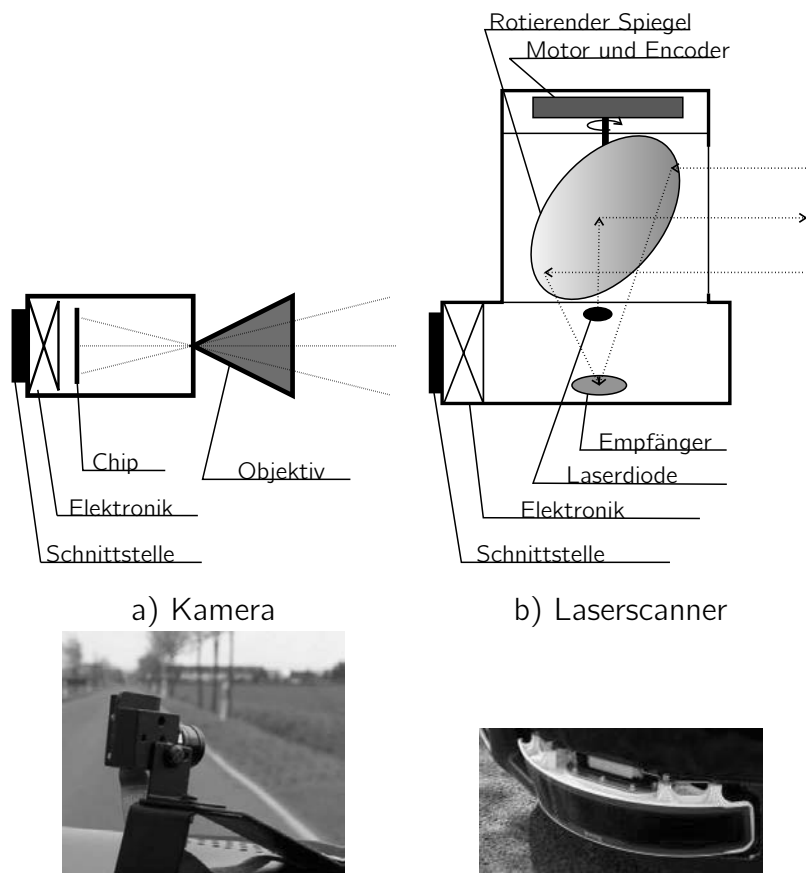 Rotierender Spiegel
Motor und Encoder
Chip
Objektiv
Elektronik
Schnittstelle
Empfänger
Laserdiode
Elektronik
Schnittstelle
a) Kamera
b) Laserscanner